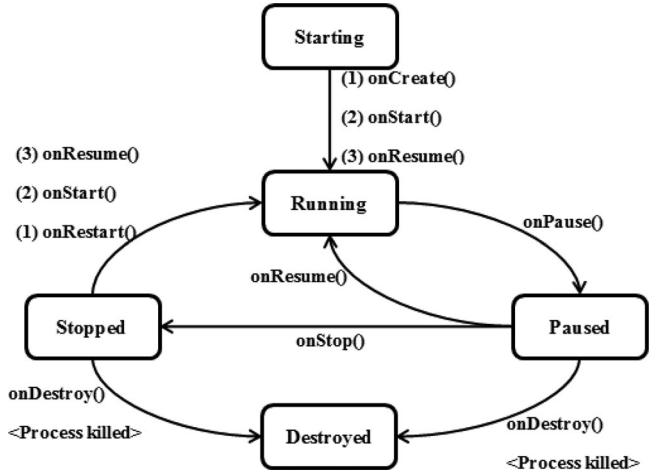 Starting
(1) onCreate()
(2) onStart()
(3) onResume()
(3) onResume()
(2) onStart()
(1) onRestart()
Running
onPause()
onResume()
Stopped
Paused
onStop()
onDestroy()
<Process killed>
Destroyed
onDestroy()
<Process killed>